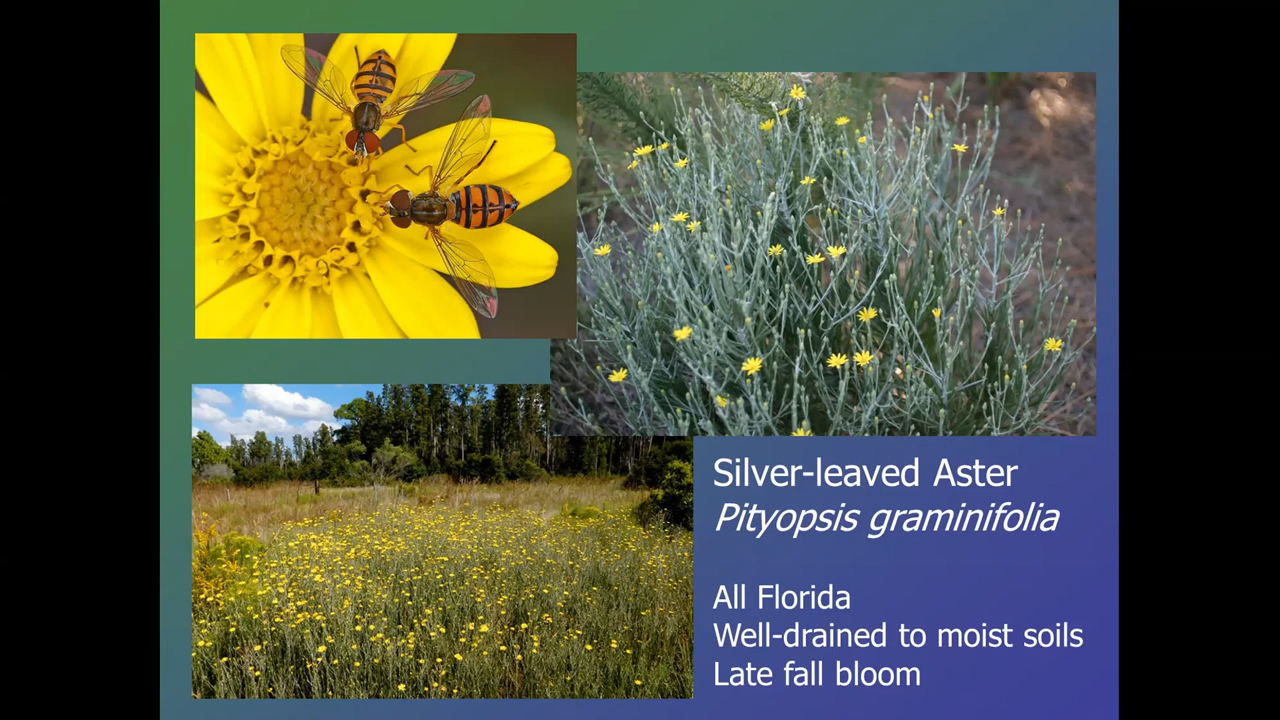 Silver-leaved Aster
Pityopsis graminifolia
All Florida
Well-drained to moist soils
Late fall bloom